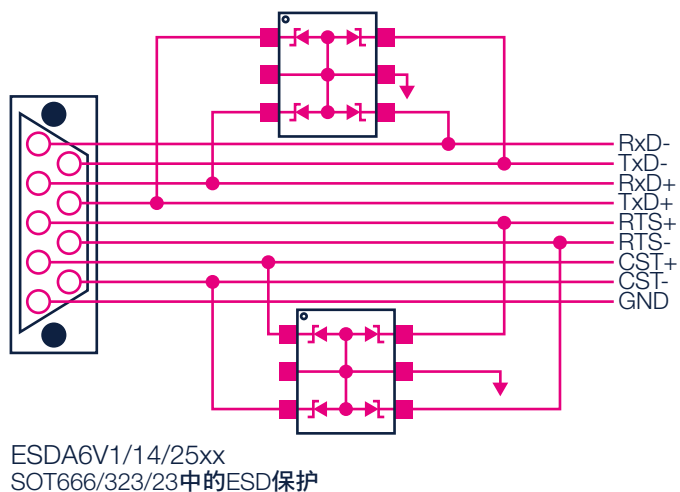 RxD-
TxD-
RxD+
TxD+
RTS+
RTS-
CST+
CST-
GND
ESDA6V1/14/25xx
SOT666/323/23中的ESD保护